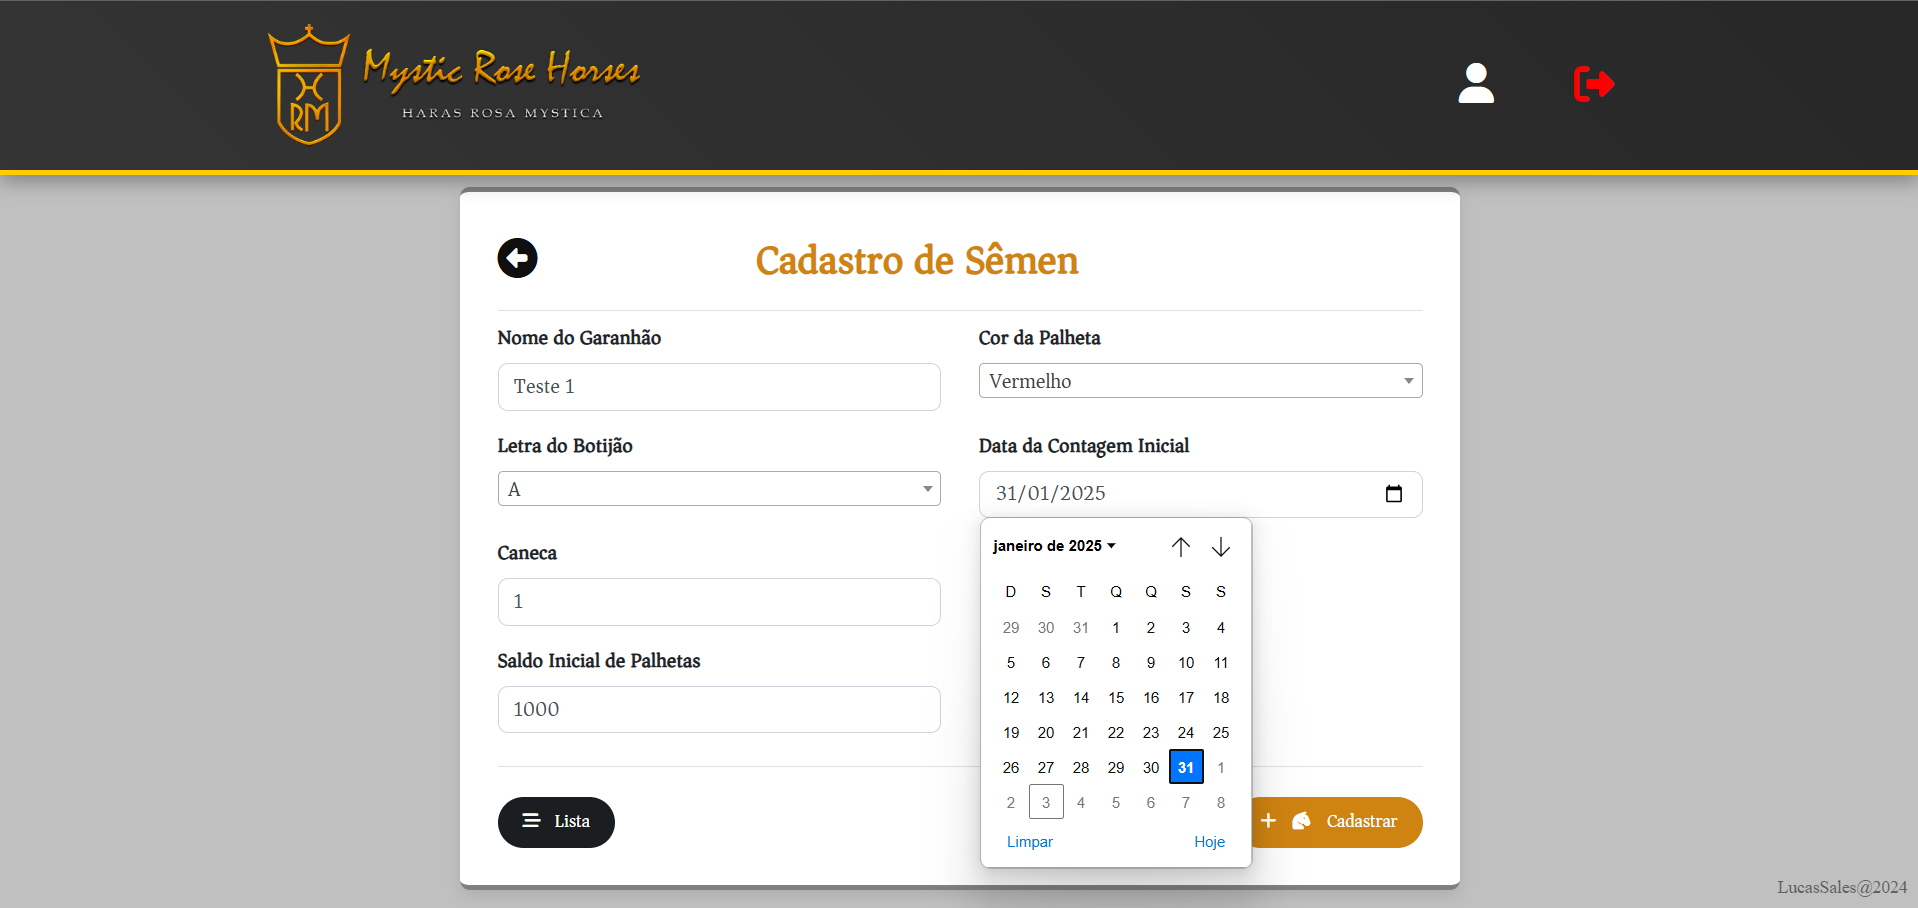 Mystic Rose Horses
HARAS ROSA MYSTICA
RM
Cadastro de Sêmen
Nome do Garanhão
Teste 1
Cor da Palheta
Vermelho
Letra do Botijão
A
Data da Contagem Inicial
31/01/2025
Caneca
1
Saldo Inicial de Palhetas
1000
janeiro de 2025
D S T Q Q S S
29 30 31 1 2 3 4
5 6 7 8 9 10 11
12 13 14 15 16 17 18
19 20 21 22 23 24 25
26 27 28 29 30 31 1
2 3 4 5 6 7 8
Limpar Hoje
Lista
Cadastrar
LucasSales@2024